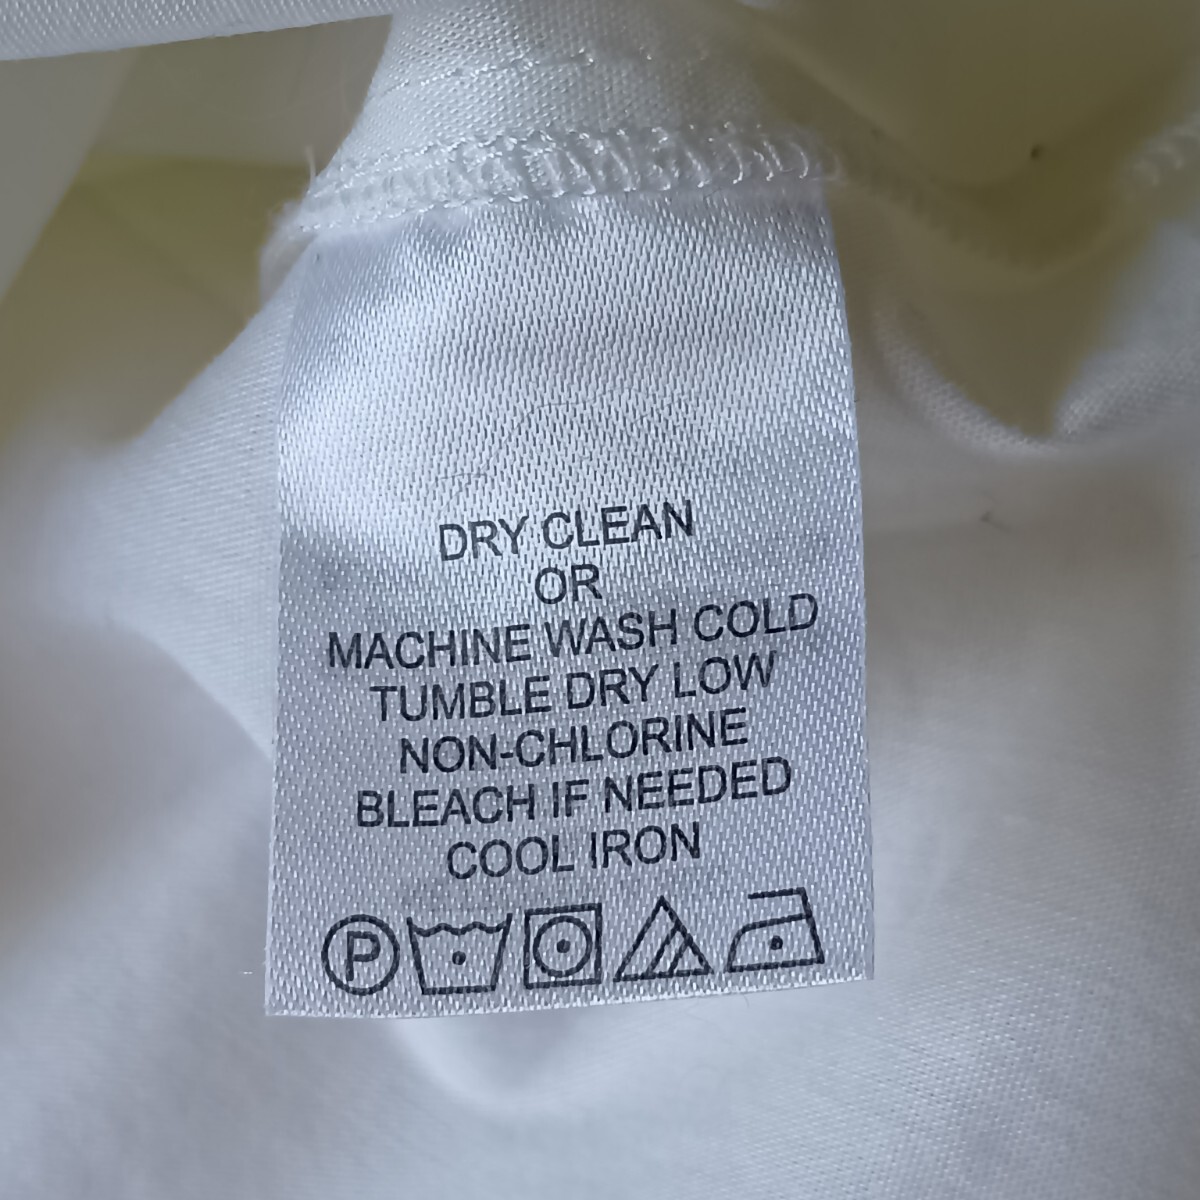 DRY CLEAN
OR
MACHINE WASH COLD
TUMBLE DRY LOW
NON-CHLORINE
BLEACH IF NEEDED
COOL IRON
P